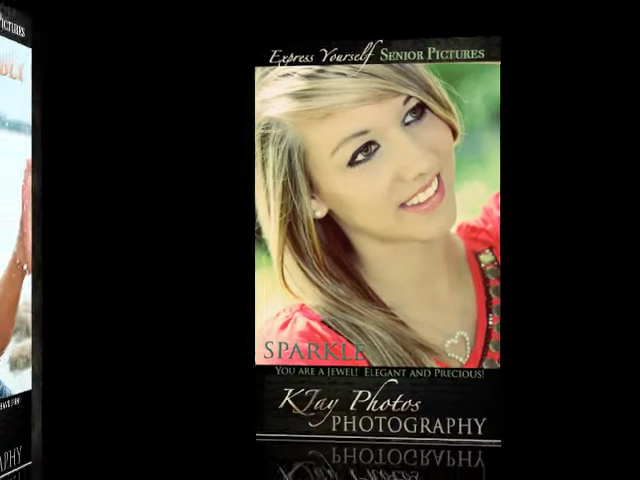 Express Yourself Senior Pictures
SPARKLE
You are a Jewel! Elegant and Precious!
KJay Photos
PHOTOGRAPHY